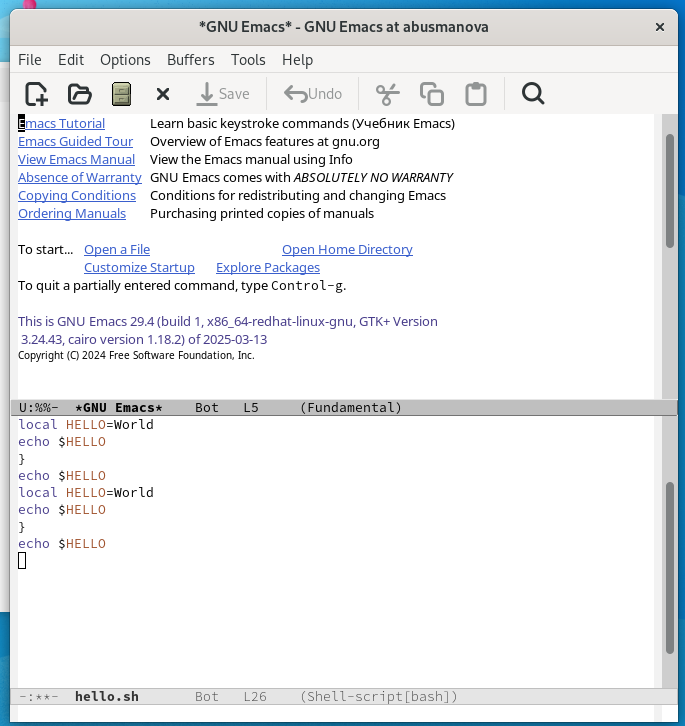 *GNU Emacs* - GNU Emacs at abusmanova ×
File Edit Options Buffers Tools Help
Save Undo
Emacs Tutorial Learn basic keystroke commands (Учебник Emacs)
Emacs Guided Tour Overview of Emacs features at gnu.org
View Emacs Manual View the Emacs manual using Info
Absence of Warranty GNU Emacs comes with ABSOLUTELY NO WARRANTY
Copying Conditions Conditions for redistributing and changing Emacs
Ordering Manuals Purchasing printed copies of manuals
To start... Open a File Open Home Directory
Customize Startup Explore Packages
To quit a partially entered command, type Control-g.
This is GNU Emacs 29.4 (build 1, x86_64-redhat-linux-gnu, GTK+ Version
3.24.43, cairo version 1.18.2) of 2025-03-13
Copyright (C) 2024 Free Software Foundation, Inc.
U:%%- *GNU Emacs* Bot L5 (Fundamental)
local HELLO=World
echo $HELLO
}
echo $HELLO
local HELLO=World
echo $HELLO
}
echo $HELLO
-:**- hello.sh Bot L26 (Shell-script[bash])